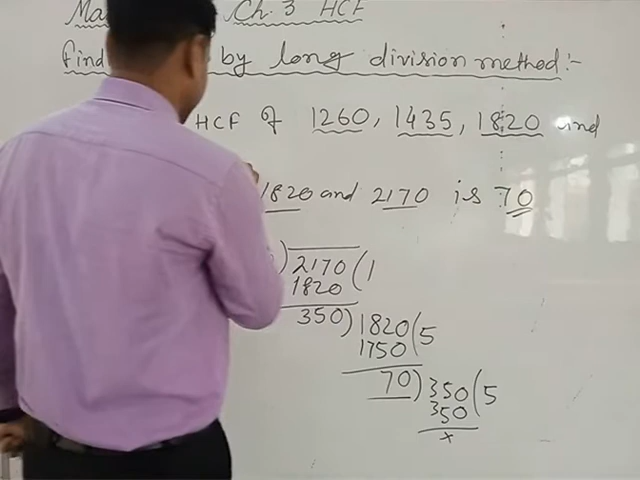 Ch. 3 HCF
Find by long division method:-
HCF of 1260, 1435, 1820 and
1820 and 2170 is 70
) 2170 ( 1
1820
350 ) 1820 ( 5
1750
70 ) 350 ( 5
350
x